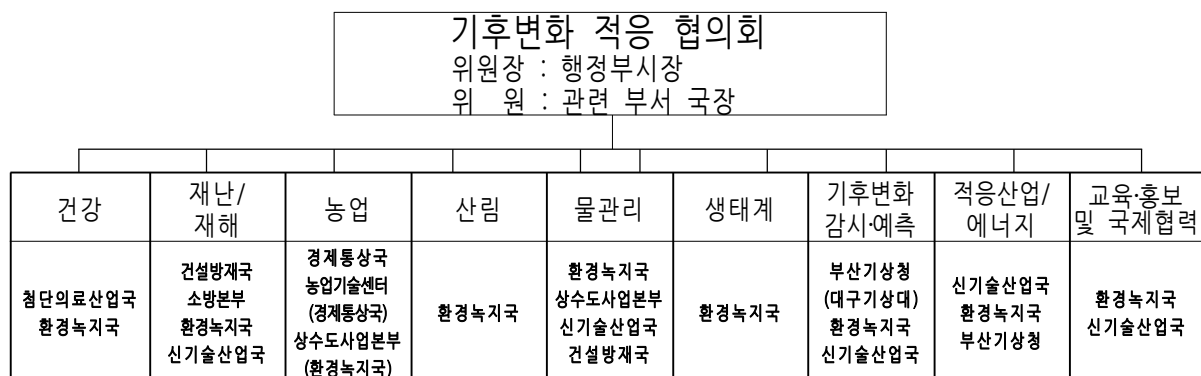 기후변화 적응 협의회
위원장 : 행정부시장
위 원 : 관련 부서 국장
건강
재난/
재해
농업
산림
물관리
생태계
기후변화
감시·예측
적응산업/
에너지
교육·홍보
및 국제협력
첨단의료산업국
환경녹지국
건설방재국
소방본부
환경녹지국
신기술산업국
경제통상국
농업기술센터
(경제통상국)
상수도사업본부
(환경녹지국)
환경녹지국
환경녹지국
상수도사업본부
신기술산업국
건설방재국
환경녹지국
부산기상청
(대구기상대)
환경녹지국
신기술산업국
신기술산업국
환경녹지국
부산기상청
환경녹지국
신기술산업국